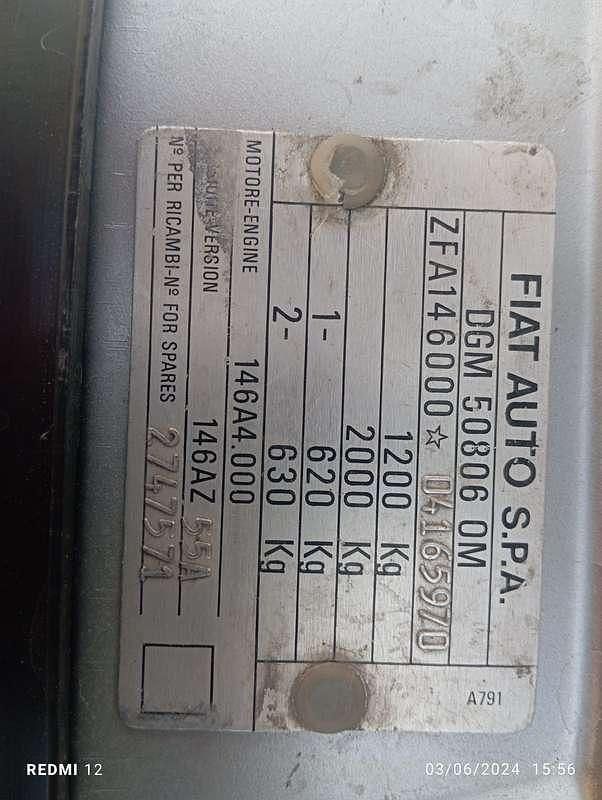 FIAT AUTO S.P.A.
DGM 50806 OM
ZFA146000☆ 04165970
1200 Kg
2000 Kg
1- 620 Kg
2- 630 Kg
MOTORE-ENGINE 146A4.000
VERSION 146AZ 55A
Nº PER RICAMBI-Nº FOR SPARES 2747571
A791
REDMI 12
03/06/2024 15:56